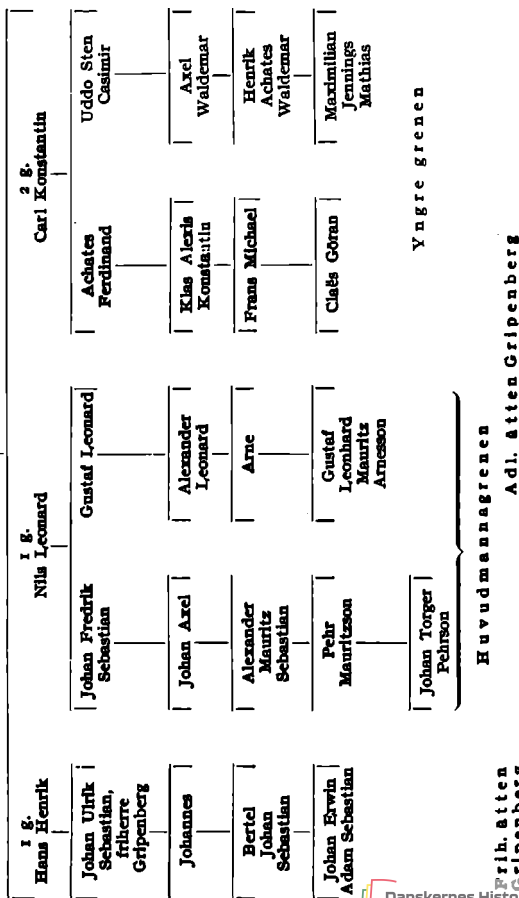 1 g.
Hans Henrik
1 g.
Nils Leonard
2 g.
Carl Konstantin
Johan Ulrik
Sebastian,
friherre
Gripenberg
Johan Fredrik
Sebastian
Gustaf Leonard
Achates
Ferdinand
Uddo Sten
Casimir
Johannes
Johan Axel
Alexander
Leonard
Klas Alexis
Konstantin
Axel
Waldemar
Bertel
Johan
Sebastian
Alexander
Mauritz
Sebastian
Arne
Frans Michael
Henrik
Achates
Waldemar
Johan Erwin
Adam Sebastian
Pehr
Mauritzson
Gustaf
Leonhard
Mauritz
Arnesson
Claës Göran
Maximilian
Jennings
Mathias
Johan Torger
Pehrson
Yngre grenen
Huvudmannagrenen
Frih. ätten
Gripenberg
Adl. ätten Gripenberg
Danskernes Histo